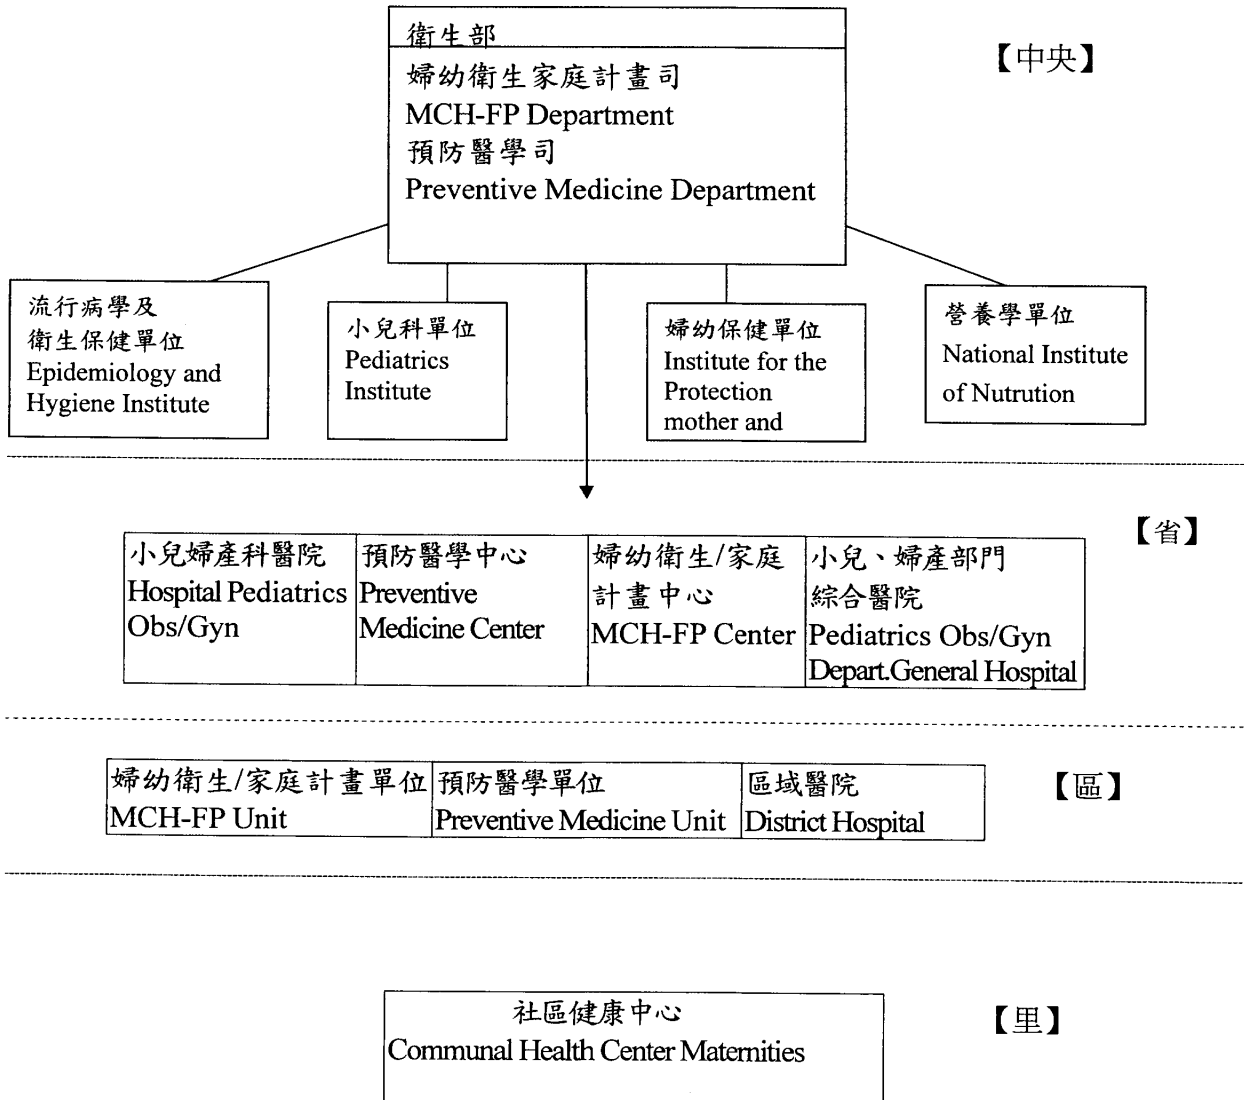 衛生部
【中央】
婦幼衛生家庭計畫司
MCH-FP Department
預防醫學司
Preventive Medicine Department
流行病學及
衛生保健單位
Epidemiology and
Hygiene Institute
小兒科單位
Pediatrics
Institute
婦幼保健單位
Institute for the
Protection
mother and
營養學單位
National Institute
of Nutrution
【省】
小兒婦產科醫院
Hospital Pediatrics
Obs/Gyn
預防醫學中心
Preventive
Medicine Center
婦幼衛生/家庭
計畫中心
MCH-FP Center
小兒、婦產部門
綜合醫院
Pediatrics Obs/Gyn
Depart.General Hospital
【區】
婦幼衛生/家庭計畫單位
MCH-FP Unit
預防醫學單位
Preventive Medicine Unit
區域醫院
District Hospital
【里】
社區健康中心
Communal Health Center Maternities